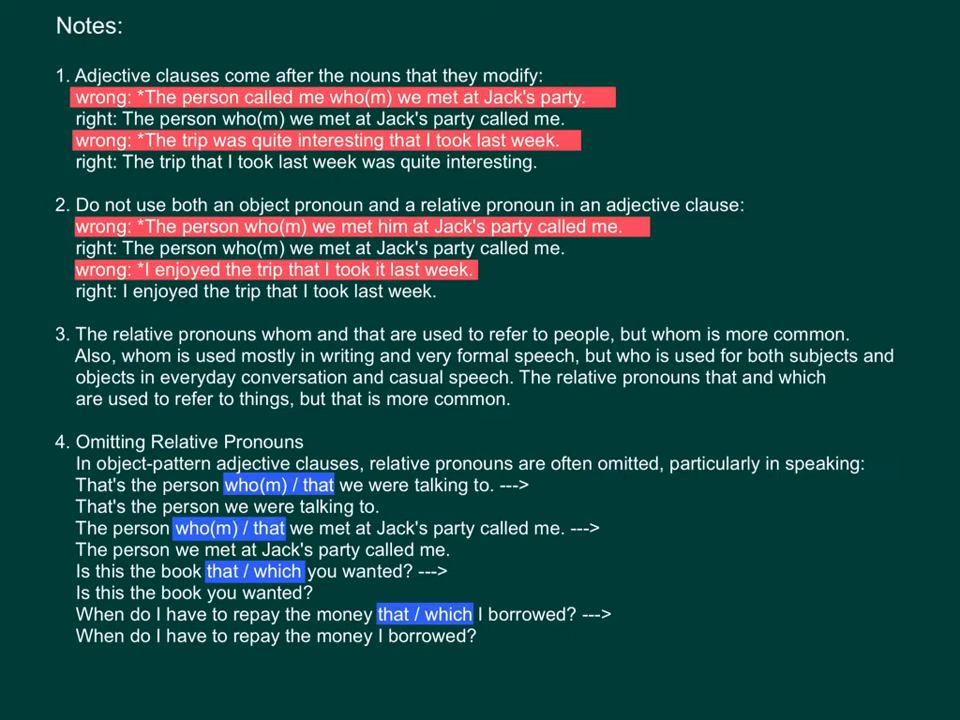 Notes:
1. Adjective clauses come after the nouns that they modify:
wrong: *The person called me who(m) we met at Jack's party.
right: The person who(m) we met at Jack's party called me.
wrong: *The trip was quite interesting that I took last week.
right: The trip that I took last week was quite interesting.
2. Do not use both an object pronoun and a relative pronoun in an adjective clause:
wrong: *The person who(m) we met him at Jack's party called me.
right: The person who(m) we met at Jack's party called me.
wrong: *I enjoyed the trip that I took it last week.
right: I enjoyed the trip that I took last week.
3. The relative pronouns whom and that are used to refer to people, but whom is more common.
Also, whom is used mostly in writing and very formal speech, but who is used for both subjects and
objects in everyday conversation and casual speech. The relative pronouns that and which
are used to refer to things, but that is more common.
4. Omitting Relative Pronouns
In object-pattern adjective clauses, relative pronouns are often omitted, particularly in speaking:
That's the person who(m) / that we were talking to. --->
That's the person we were talking to.
The person who(m) / that we met at Jack's party called me. --->
The person we met at Jack's party called me.
Is this the book that / which you wanted? --->
Is this the book you wanted?
When do I have to repay the money that / which I borrowed? --->
When do I have to repay the money I borrowed?